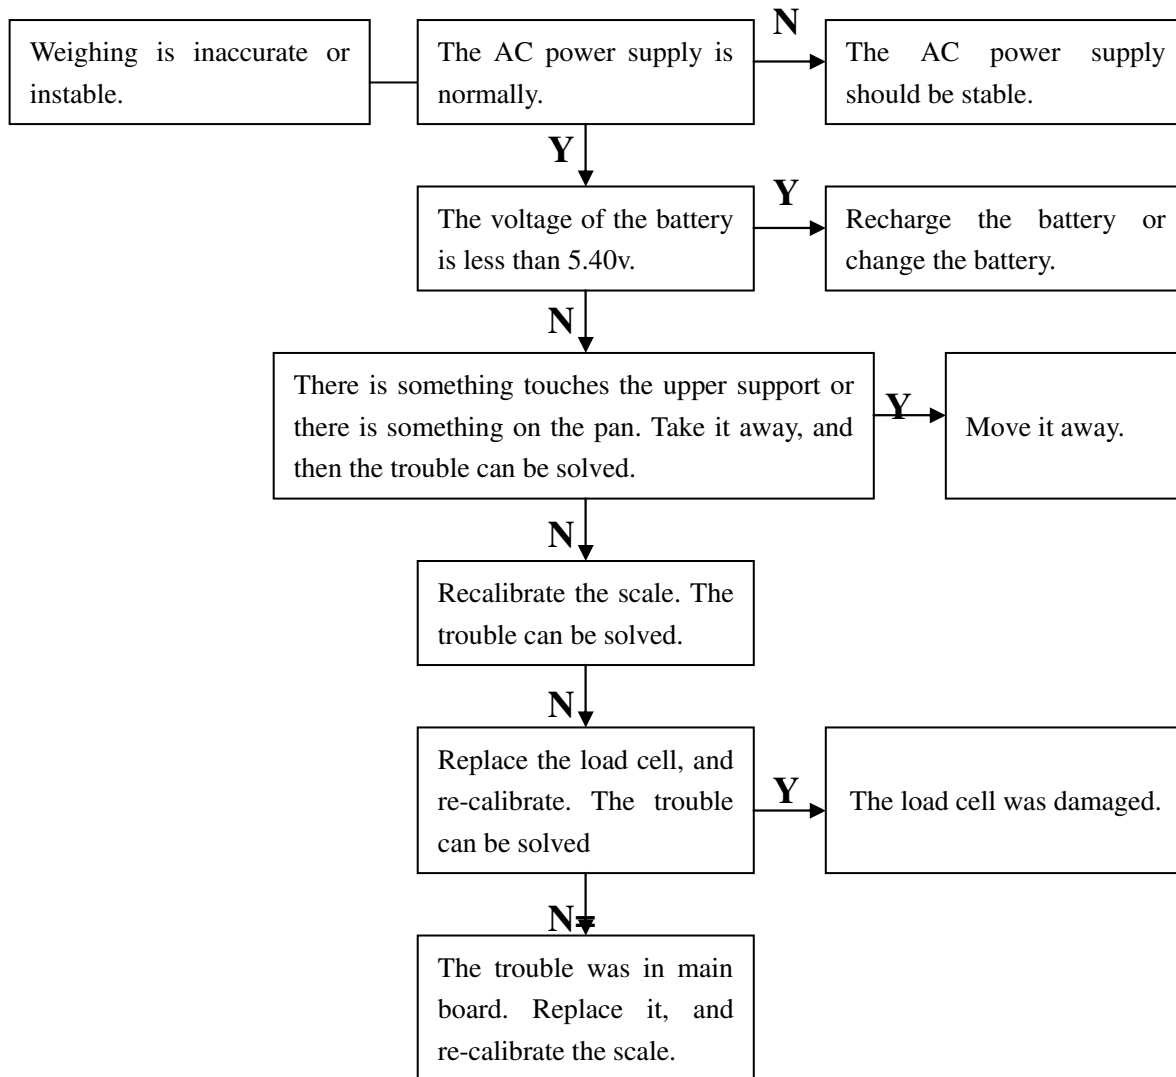 Weighing is inaccurate or
instable.
The AC power supply is
normally.
N
The AC power supply
should be stable.
Y
The voltage of the battery
is less than 5.40v.
Y
Recharge the battery or
change the battery.
N
There is something touches the upper support or
there is something on the pan. Take it away, and
then the trouble can be solved.
Y
Move it away.
N
Recalibrate the scale. The
trouble can be solved.
N
Replace the load cell, and
re-calibrate. The trouble
can be solved
Y
The load cell was damaged.
N
The trouble was in main
board. Replace it, and
re-calibrate the scale.